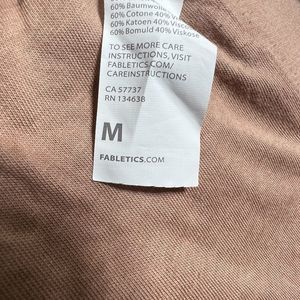 60% Baumwolle
60% Cotone 40% Viscosa
60% Katoen 40% Viscose
60% Bomuld 40% Viskose
TO SEE MORE CARE
INSTRUCTIONS, VISIT
FABLETICS.COM/
CAREINSTRUCTIONS
CA 57737
RN 134638
M
FABLETICS.COM